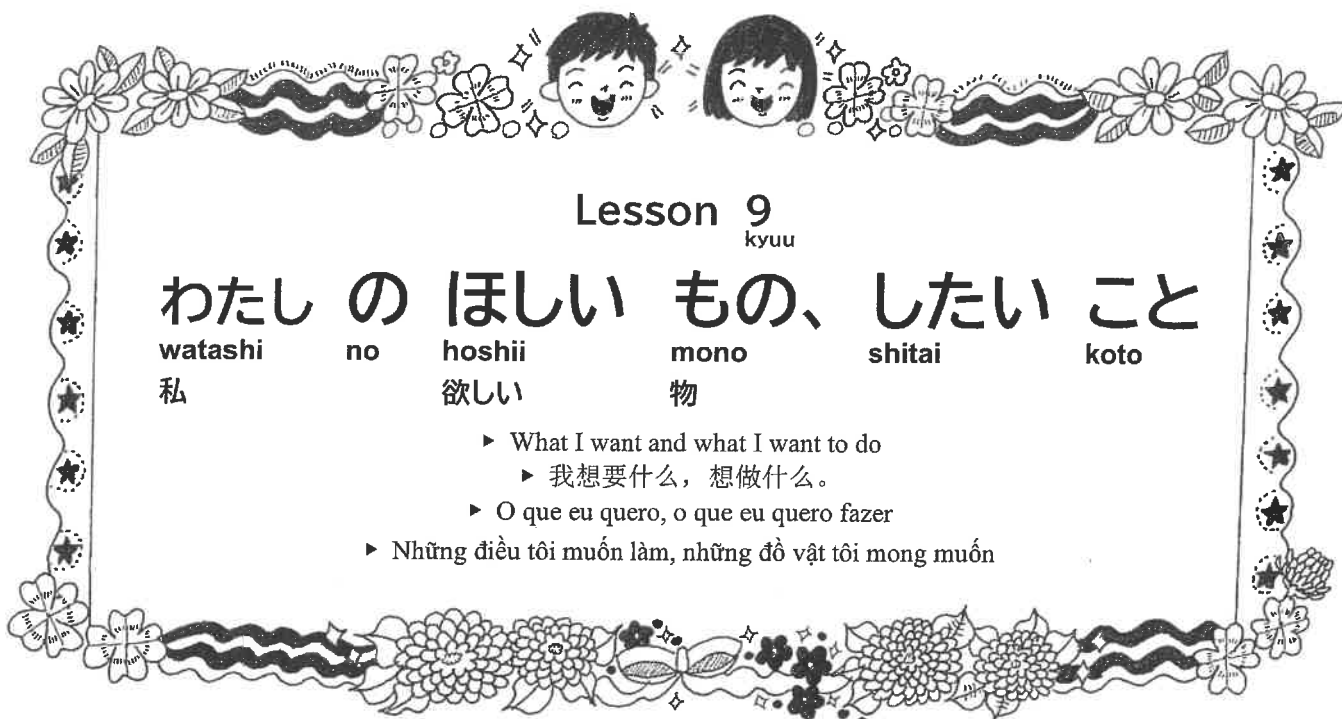 Lesson 9
kyuu
わたし の ほしい もの、したい こと
watashi no hoshii mono shitai koto
私 欲しい 物
▶ What I want and what I want to do
▶ 我想要什么，想做什么。
▶ O que eu quero, o que eu quero fazer
▶ Những điều tôi muốn làm, những đồ vật tôi mong muốn